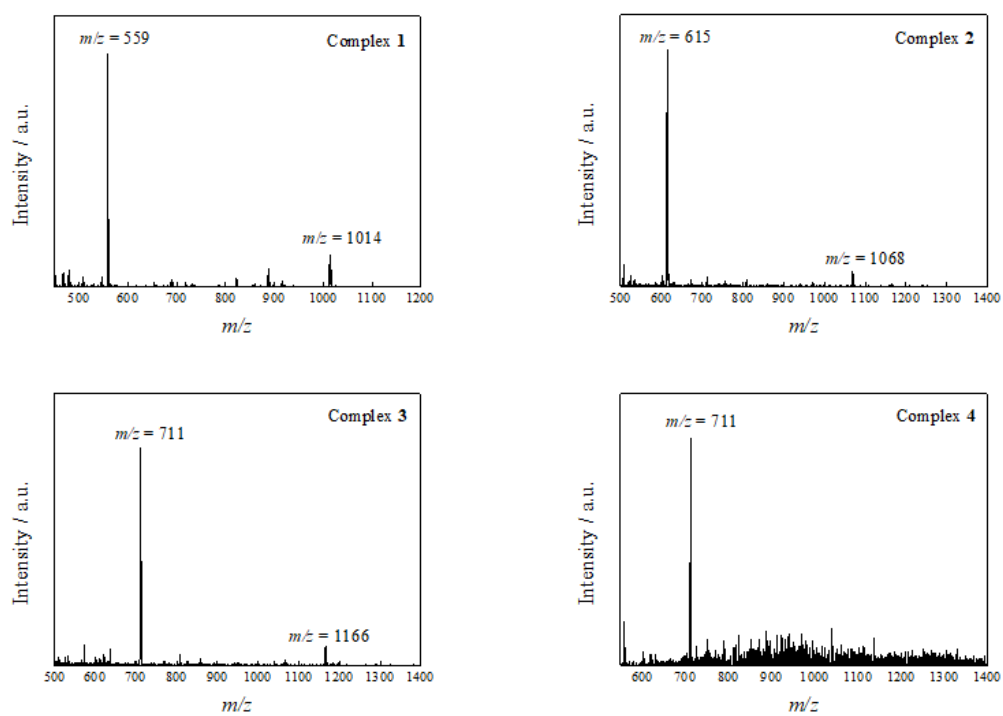 m/z = 559
Complex 1
m/z = 1014
Intensity / a.u.
500 600 700 800 900 1000 1100 1200
m/z
m/z = 615
Complex 2
m/z = 1068
Intensity / a.u.
500 600 700 800 900 1000 1100 1200 1300 1400
m/z
m/z = 711
Complex 3
m/z = 1166
Intensity / a.u.
500 600 700 800 900 1000 1100 1200 1300 1400
m/z
m/z = 711
Complex 4
Intensity / a.u.
600 700 800 900 1000 1100 1200 1300 1400
m/z